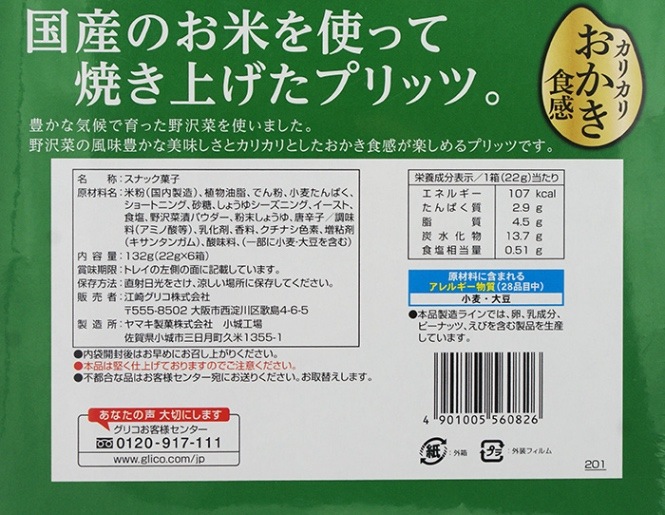 国産のお米を使って
焼き上げたプリッツ。
カリカリ
おかき
食感
豊かな気候で育った野沢菜を使いました。
野沢菜の風味豊かな美味しさとカリカリとしたおかき食感が楽しめるプリッツです。
名称：スナック菓子
原材料名：米粉（国内製造）、植物油脂、でん粉、小麦たんぱく、
ショートニング、砂糖、しょうゆシーズニング、イースト、
食塩、野沢菜漬パウダー、粉末しょうゆ、唐辛子／調味
料（アミノ酸等）、乳化剤、香料、クチナシ色素、増粘剤
（キサンタンガム）、酸味料、（一部に小麦・大豆を含む）
内容量：132g（22g×6箱）
賞味期限：トレイの左側の面に記載しています。
保存方法：直射日光をさけ、涼しい場所に保存してください。
販売者：江崎グリコ株式会社
〒555-8502 大阪市西淀川区歌島4-6-5
製造所：ヤマキ製菓株式会社 小城工場
佐賀県小城市三日月町久米1355-1
●内袋開封後はお早めにお召し上がりください。
●本品は堅く仕上げておりますのでご注意ください。
●不都合な品はお客様センター宛にお送りください。お取替えします。
あなたの声 大切にします
グリコお客様センター
0120-917-111
www.glico.com/jp
栄養成分表示／1箱（22g）当たり
エネルギー 107 kcal
たんぱく質 2.9 g
脂質 4.5 g
炭水化物 13.7 g
食塩相当量 0.51 g
原材料に含まれる
アレルギー物質（28品目中）
小麦・大豆
●本品製造ラインでは、卵、乳成分、
ピーナッツ、えびを含む製品を生産
しています。
4 901005 560826
紙：外箱
プラ：外装フィルム
201